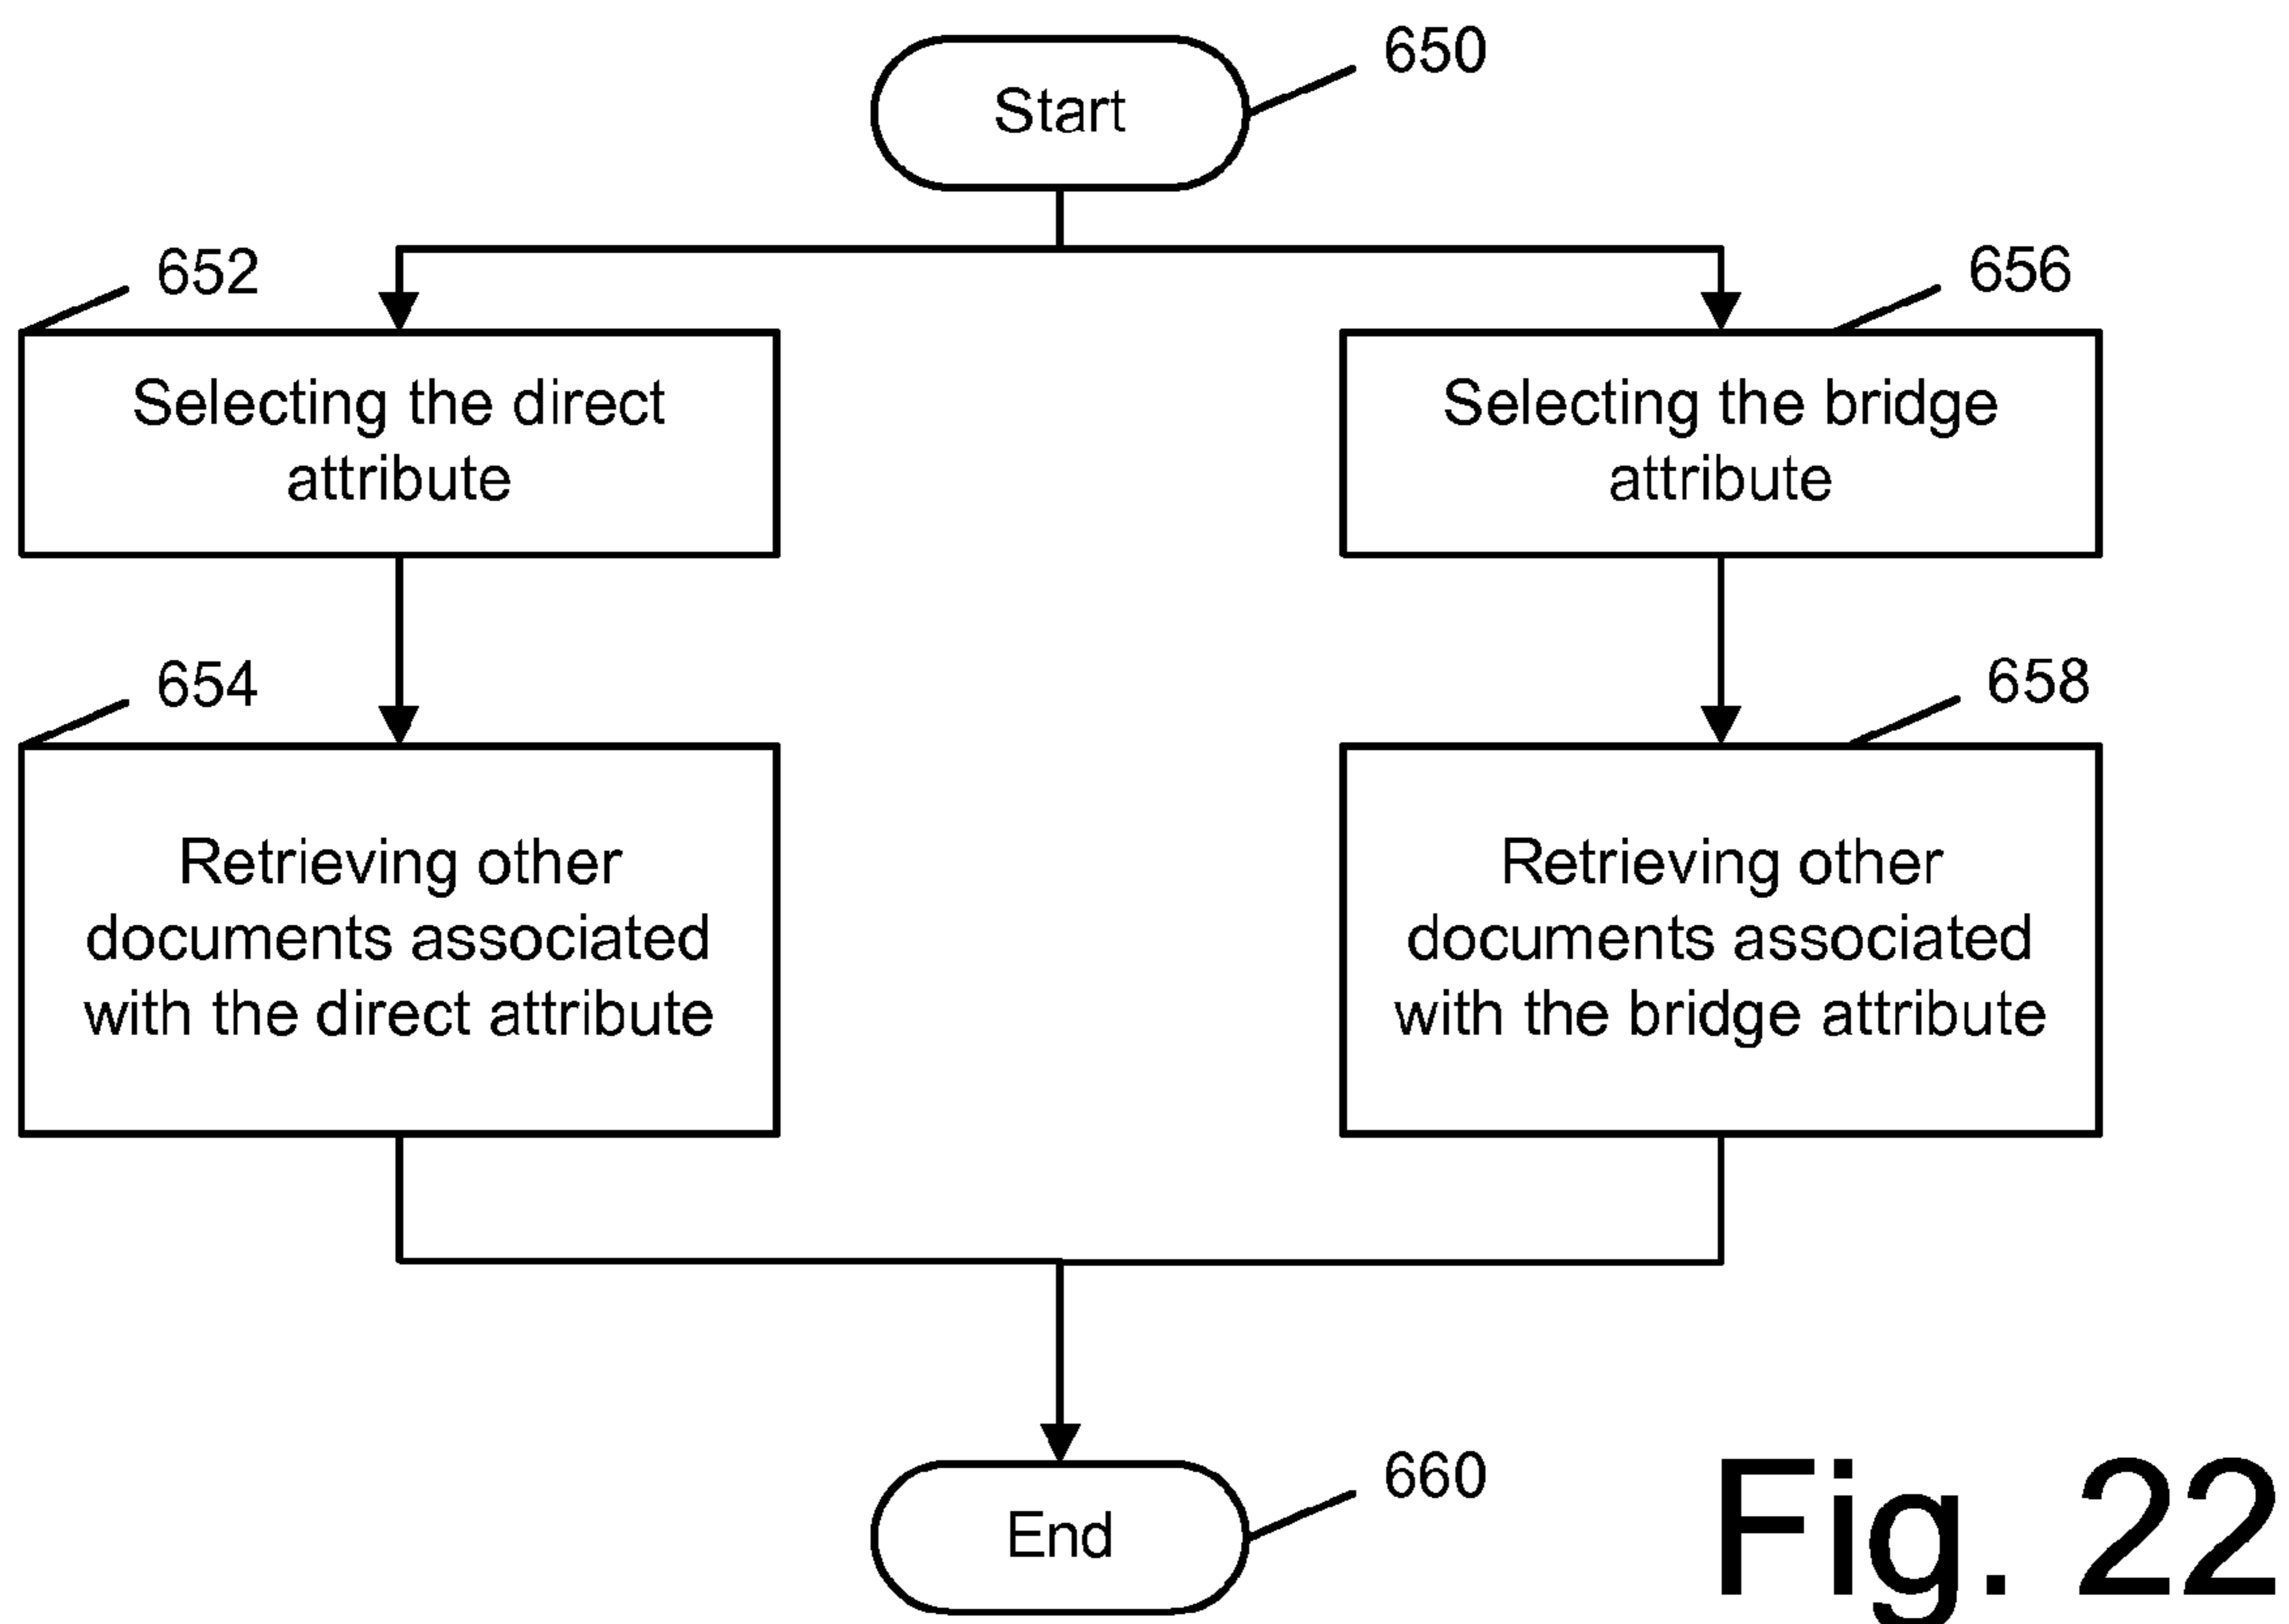 650
Start
652
656
Selecting the direct
attribute
Selecting the bridge
attribute
654
658
Retrieving other
documents associated
with the direct attribute
Retrieving other
documents associated
with the bridge attribute
660
End
Fig. 22